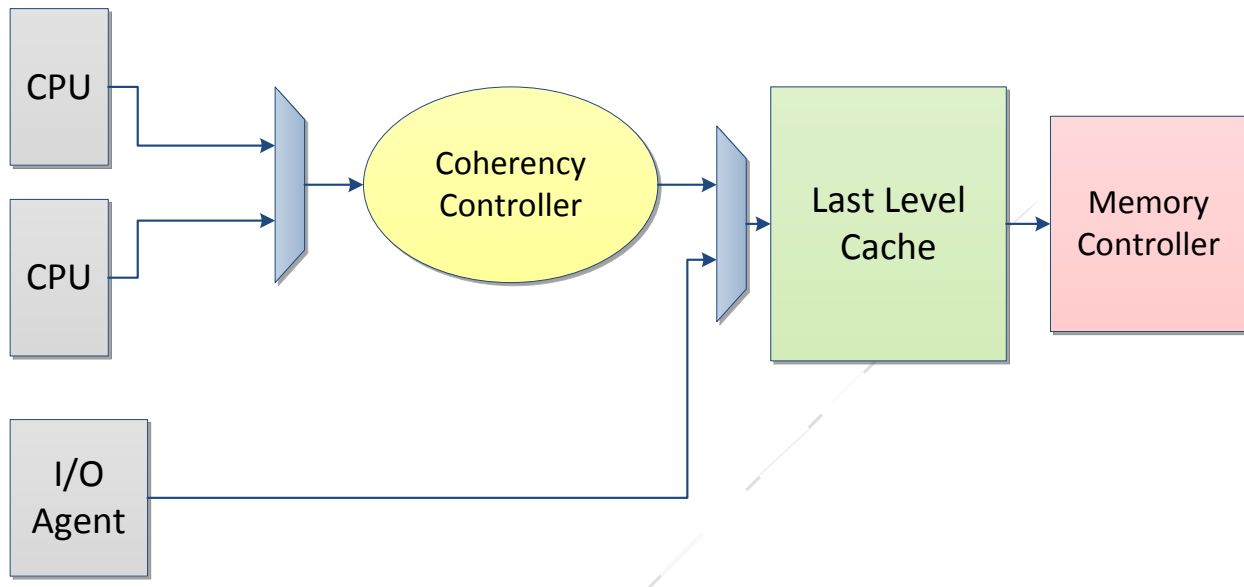 CPU
CPU
I/O
Agent
Coherency
Controller
Last Level
Cache
Memory
Controller